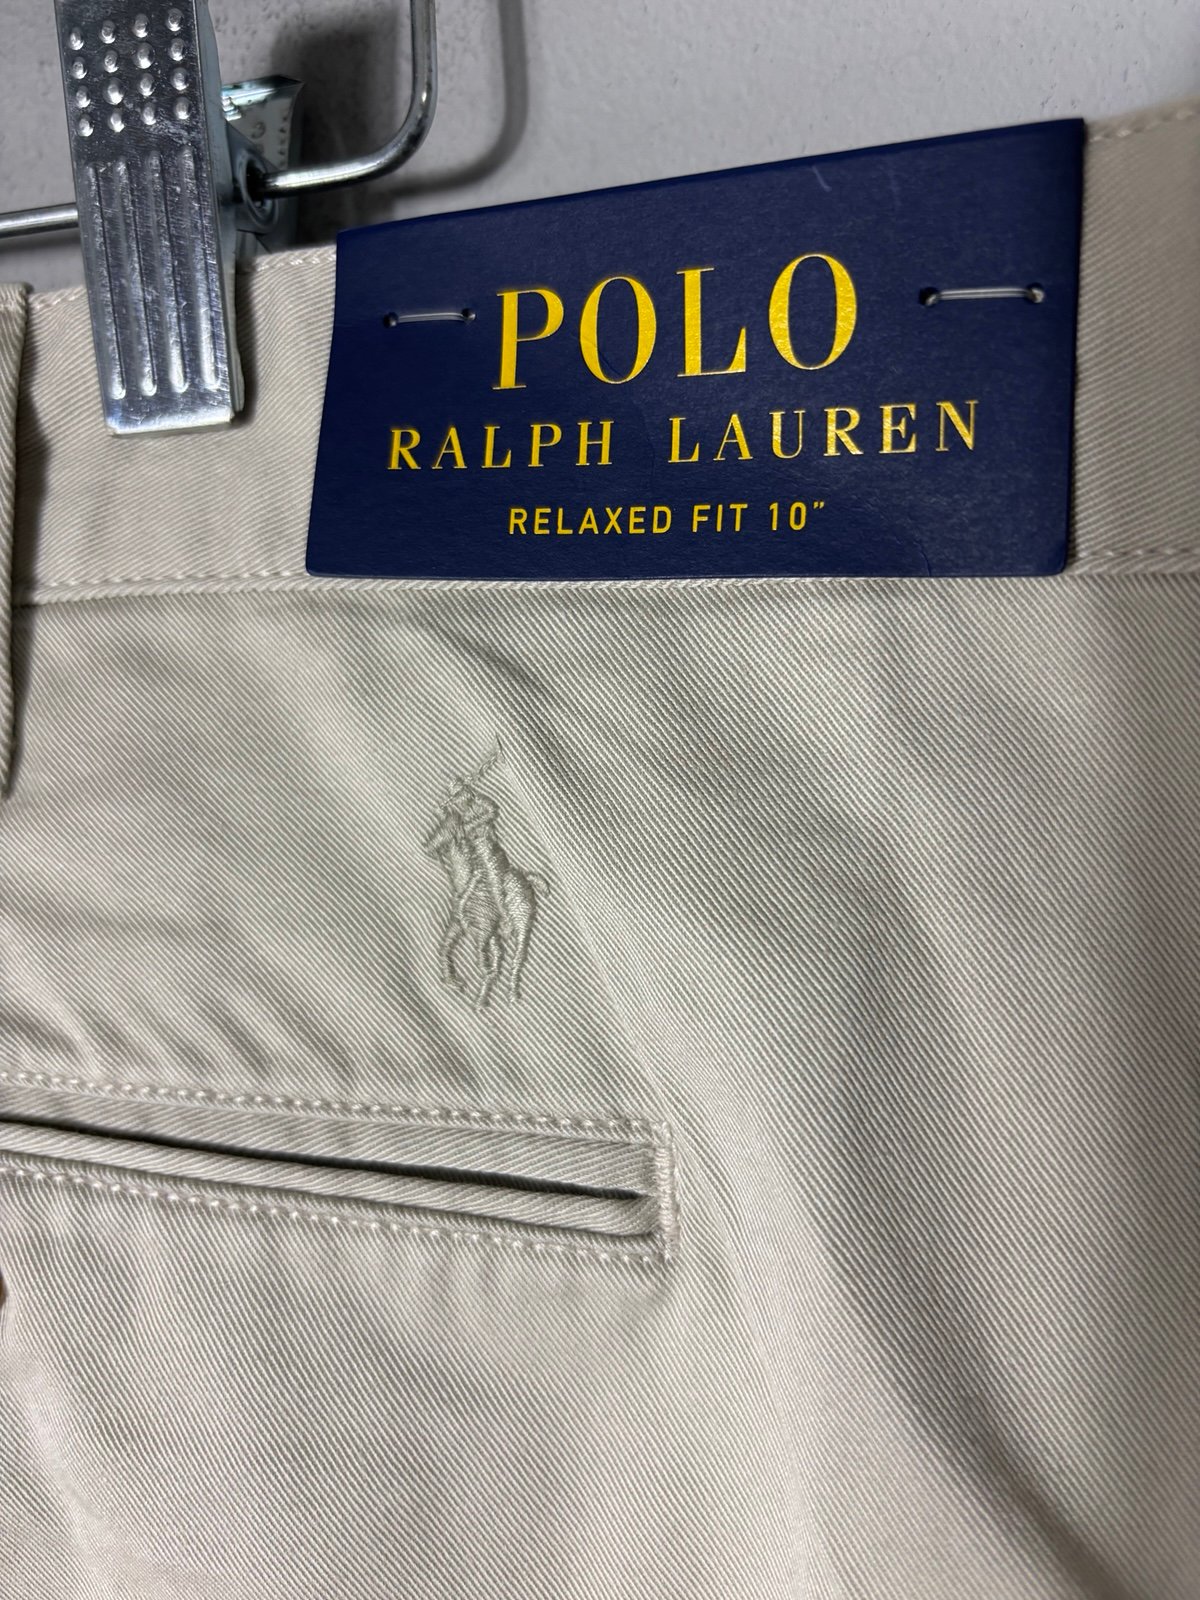 POLO
RALPH LAUREN
RELAXED FIT 10"